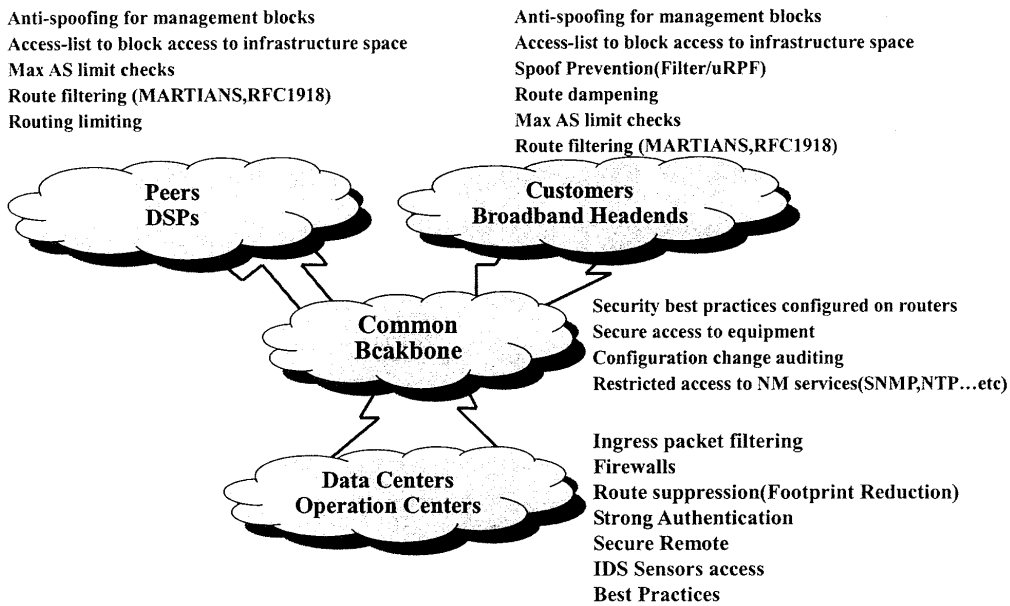 Anti-spoofing for management blocks
Access-list to block access to infrastructure space
Max AS limit checks
Route filtering (MARTIANS,RFC1918)
Routing limiting
Anti-spoofing for management blocks
Access-list to block access to infrastructure space
Spoof Prevention(Filter/uRPF)
Route dampening
Max AS limit checks
Route filtering (MARTIANS,RFC1918)
Peers
DSPs
Customers
Broadband Headends
Common
Bcakbone
Security best practices configured on routers
Secure access to equipment
Configuration change auditing
Restricted access to NM services(SNMP,NTP...etc)
Data Centers
Operation Centers
Ingress packet filtering
Firewalls
Route suppression(Footprint Reduction)
Strong Authentication
Secure Remote
IDS Sensors access
Best Practices